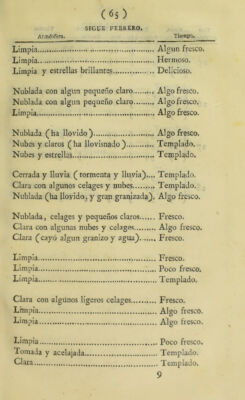 ( 65 )
SIGUE FEBRERO.
Atmósfera. Tiempo.
Limpia........................................ Algun fresco.
Limpia........................................ Hermoso.
Limpia y estrellas brillantes............... Delicioso.
Nublada con algun pequeño claro....... Algo fresco.
Nublado con algun pequeño claro....... Algo fresco.
Limpia........................................ Algo fresco.
Nublada ( ha llovido )..................... Algo fresco.
Nubes y claros ( ha llovisnado )........... Templado.
Nubes y estrellas........................... Templado.
Cerrada y lluvia ( tormenta y lluvia).... Templado.
Clara con algunos celages y nubes........ Templado.
Nublada (ha llovido, y gran granizada). Algo fresco.
Nublada, celages y pequeños claros...... Fresco.
Clara con algunas nubes y celages........ Algo fresco.
Clara ( cayó algun granizo y agua)....... Fresco.
Limpia........................................ Fresco.
Limpia........................................ Poco fresco.
Limpia........................................ Templado.
Clara con algunos ligeros celages......... Fresco.
Limpia........................................ Algo fresco.
Limpia........................................ Algo fresco.
Limpia........................................ Poco fresco.
Tomada y acelajada........................ Templado.
Clara.......................................... Templado.
9